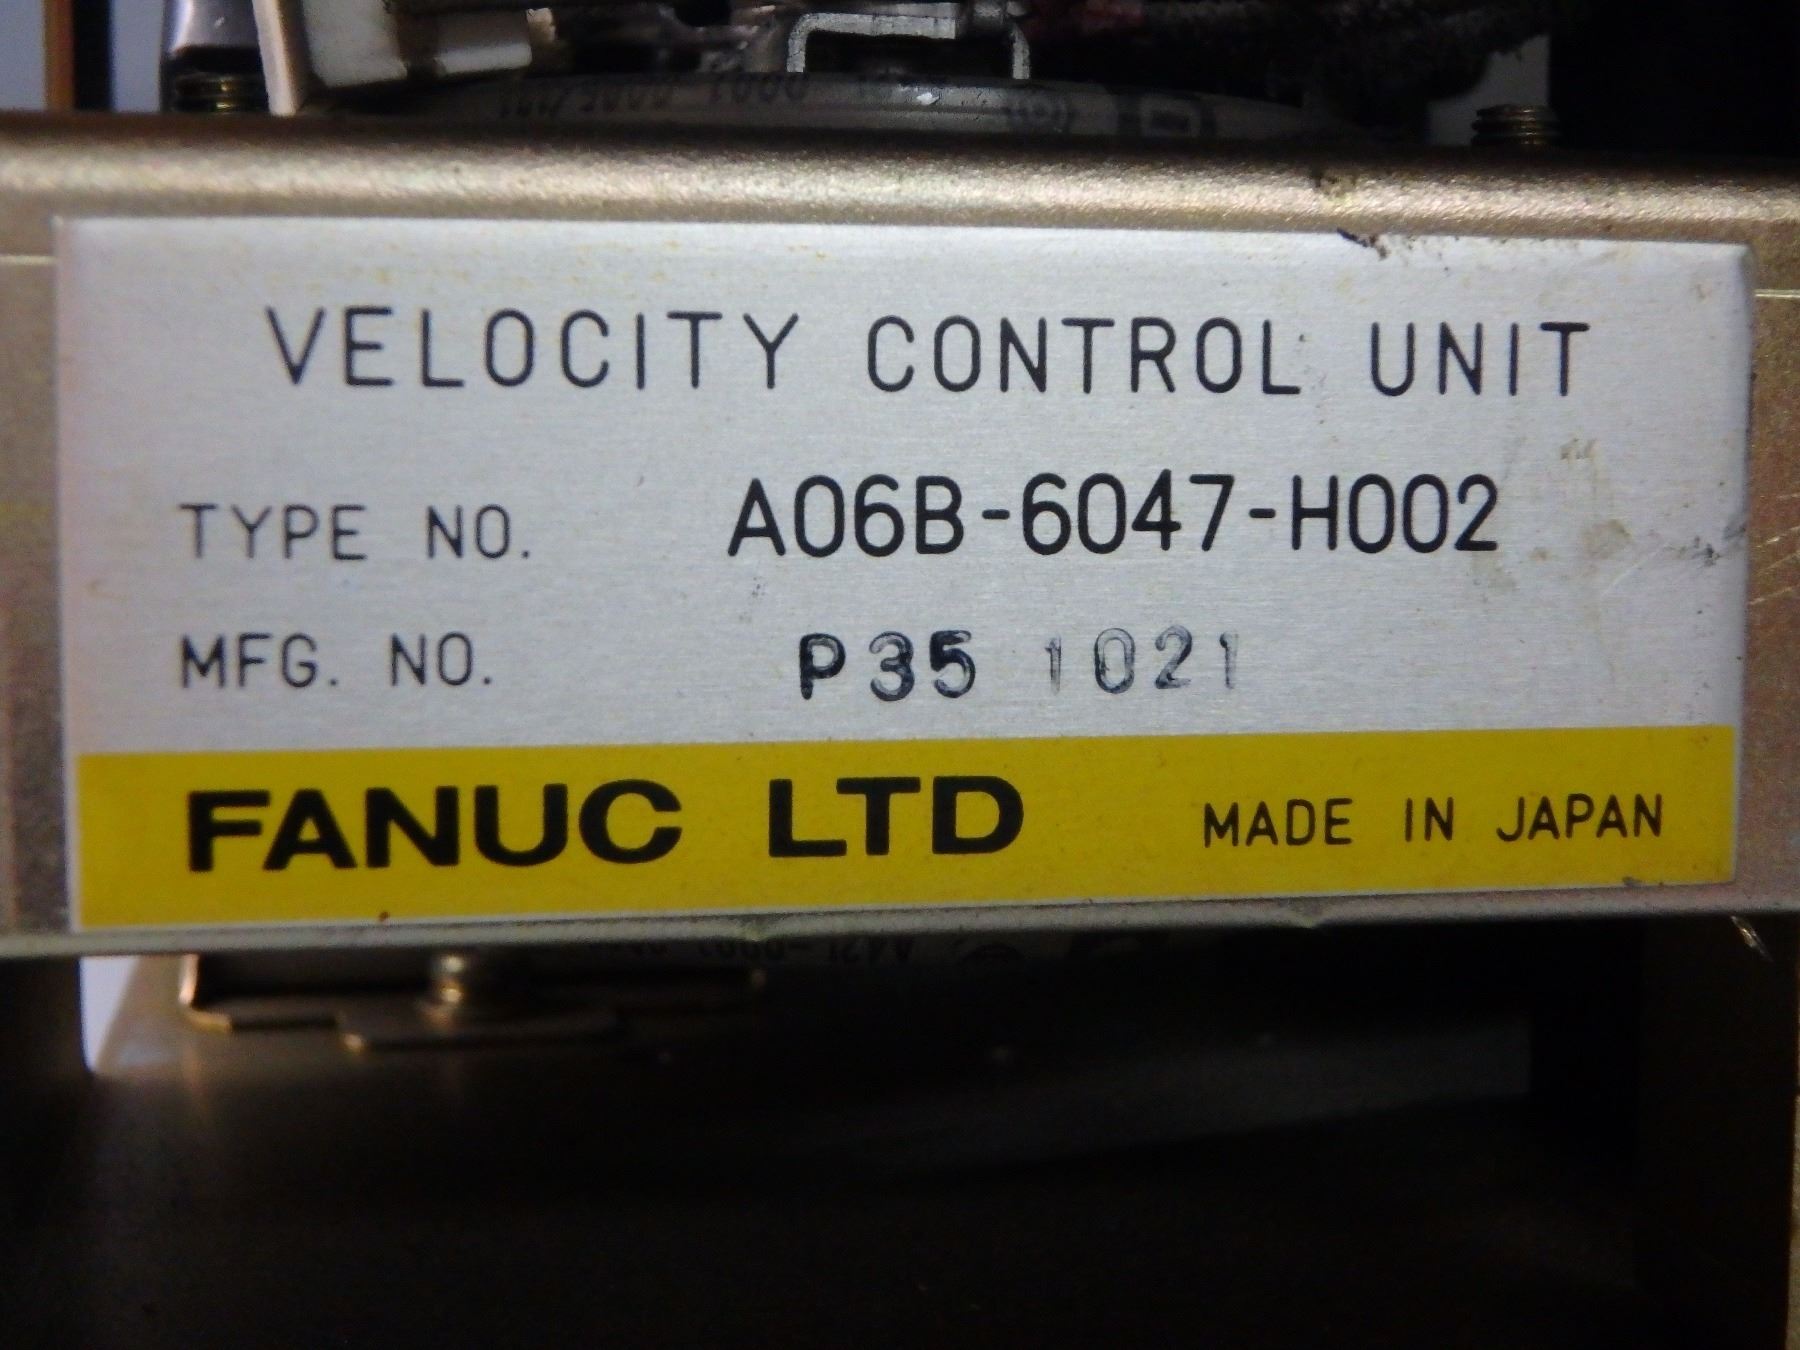 VELOCITY CONTROL UNIT
TYPE NO. A06B-6047-H002
MFG. NO. P35 1021
FANUC LTD MADE IN JAPAN